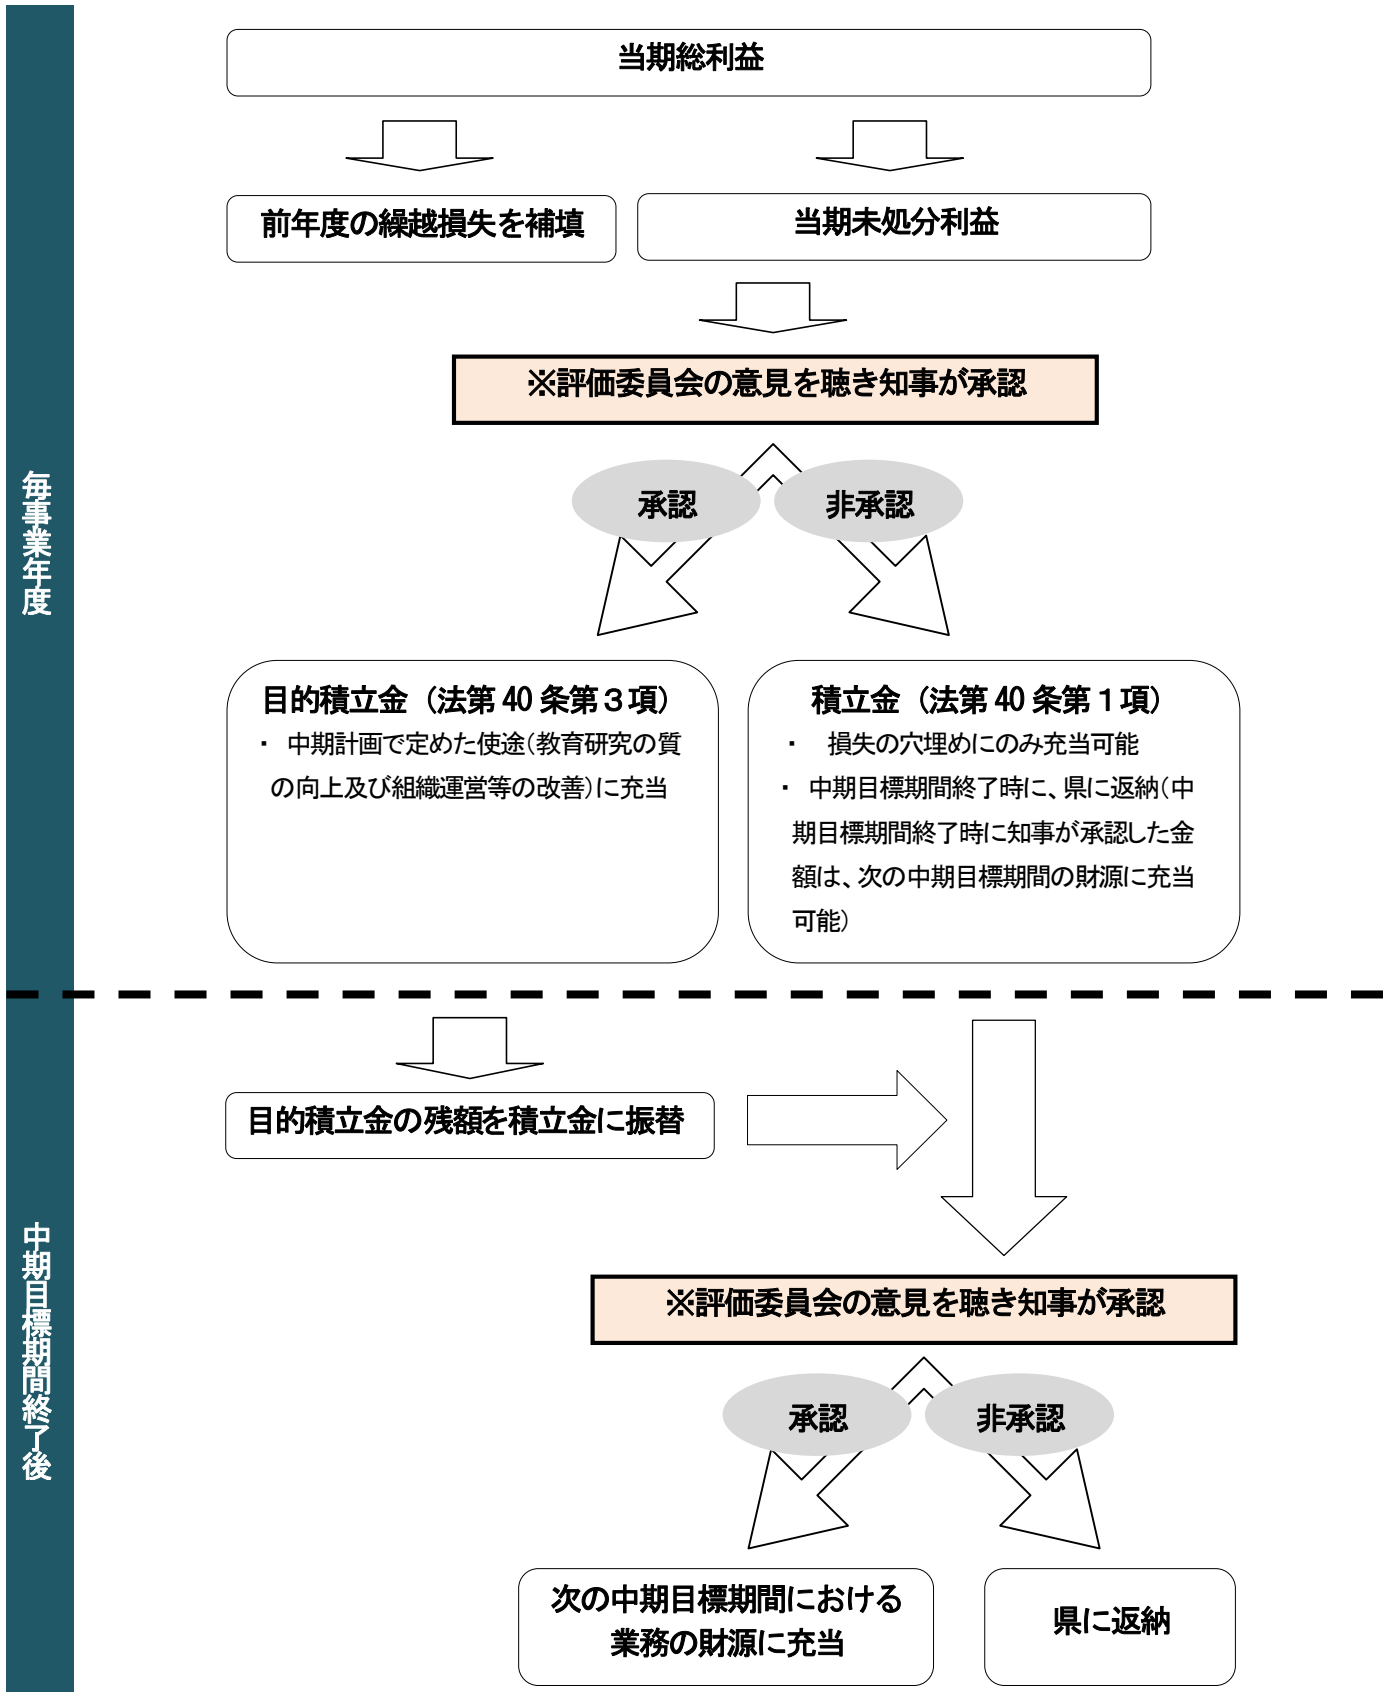 当期総利益
前年度の繰越損失を補填
当期未処分利益
※評価委員会の意見を聴き知事が承認
承認
非承認
毎事業年度
目的積立金（法第 40 条第３項）
・ 中期計画で定めた使途（教育研究の質
の向上及び組織運営等の改善）に充当
積立金（法第 40 条第１項）
・ 損失の穴埋めにのみ充当可能
・ 中期目標期間終了時に、県に返納（中
期目標期間終了時に知事が承認した金
額は、次の中期目標期間の財源に充当
可能）
目的積立金の残額を積立金に振替
中期目標期間終了後
※評価委員会の意見を聴き知事が承認
承認
非承認
次の中期目標期間における
業務の財源に充当
県に返納